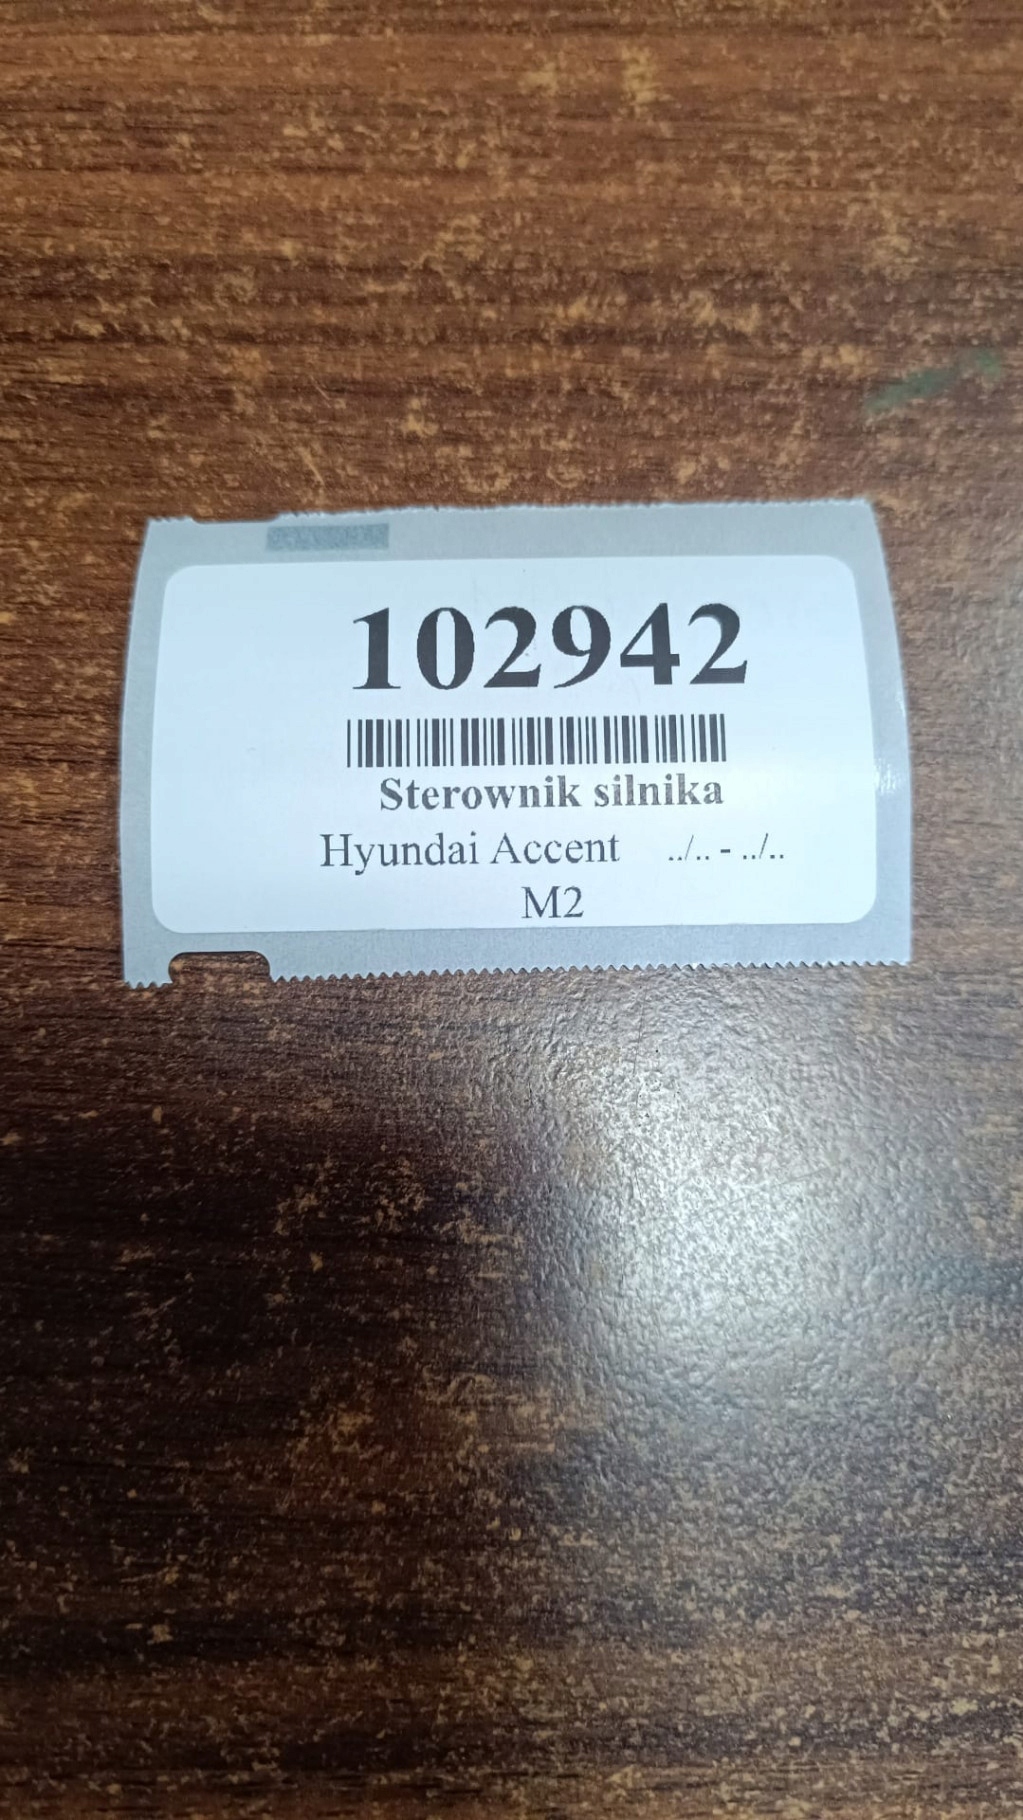 102942
Sterownik silnika
Hyundai Accent ../.. - ../..
M2